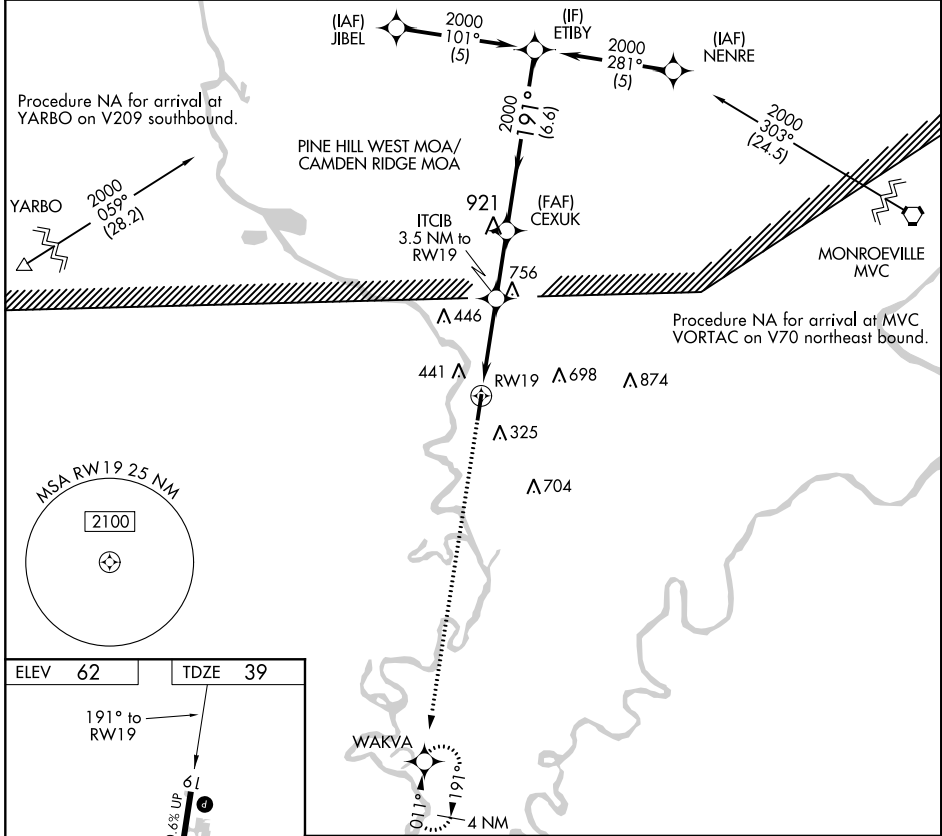 (IAF)
JIBEL
2000
101°
(5)
(IF)
ETIBY
2000
281°
(5)
(IAF)
NENRE
Procedure NA for arrival at
YARBO on V209 southbound.
2000
191°
(6.6)
2000
303°
(24.5)
PINE HILL WEST MOA/
CAMDEN RIDGE MOA
YARBO
2000
059°
(28.2)
921
(FAF)
CEXUK
ITCIB
3.5 NM to
RW19
MONROEVILLE
MVC
756
446
Procedure NA for arrival at MVC
VORTAC on V70 northeast bound.
441
RW19
698
874
325
704
MSA RW19 25 NM
2100
ELEV 62
TDZE 39
191° to
RW19
19
P
0.6% UP
WAKVA
011°
191°
4 NM